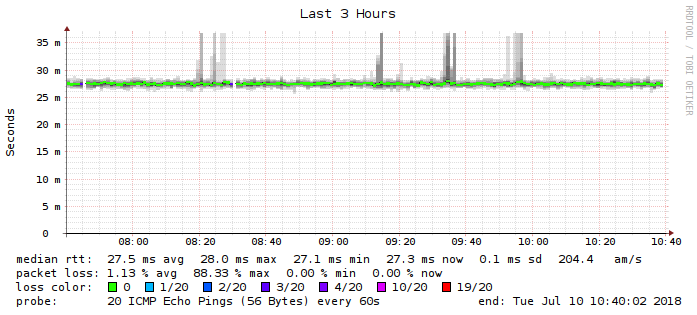 Last 3 Hours
RRDTOOL / TOBI OETIKER
Seconds
35 m
30 m
25 m
20 m
15 m
10 m
5 m
0
08:00 08:20 08:40 09:00 09:20 09:40 10:00 10:20 10:40
median rtt: 27.5 ms avg 28.0 ms max 27.1 ms min 27.3 ms now 0.1 ms sd 204.4 am/s
packet loss: 1.13 % avg 88.33 % max 0.00 % min 0.00 % now
loss color: 0 1/20 2/20 3/20 4/20 10/20 19/20
probe: 20 ICMP Echo Pings (56 Bytes) every 60s end: Tue Jul 10 10:40:02 2018